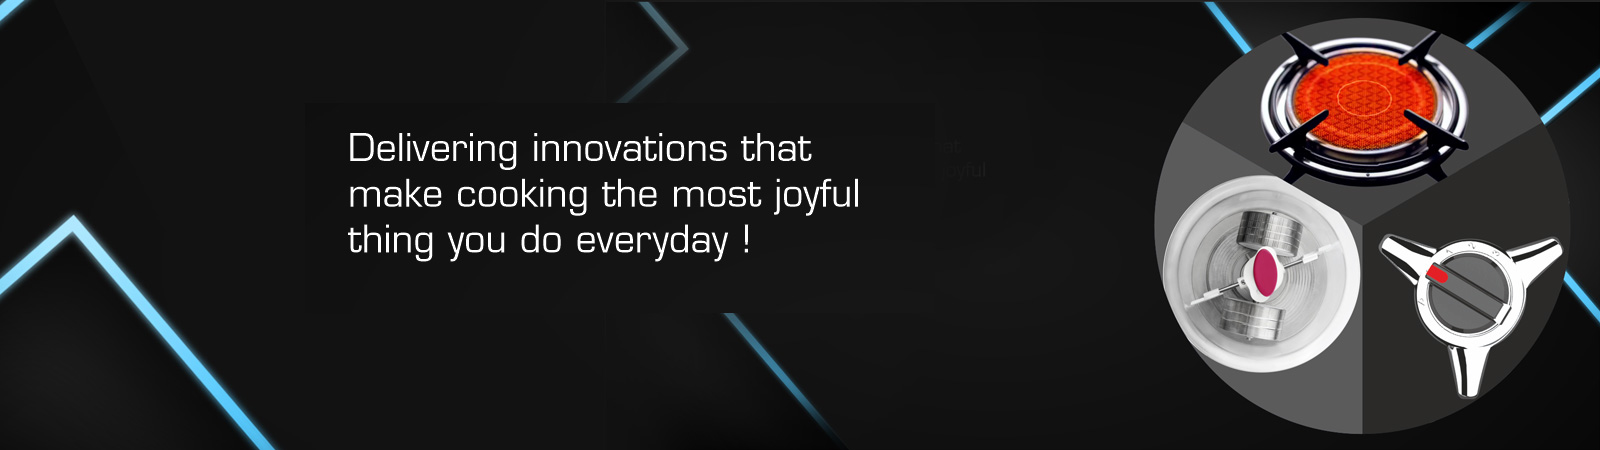 Delivering innovations that
make cooking the most joyful
thing you do everyday !